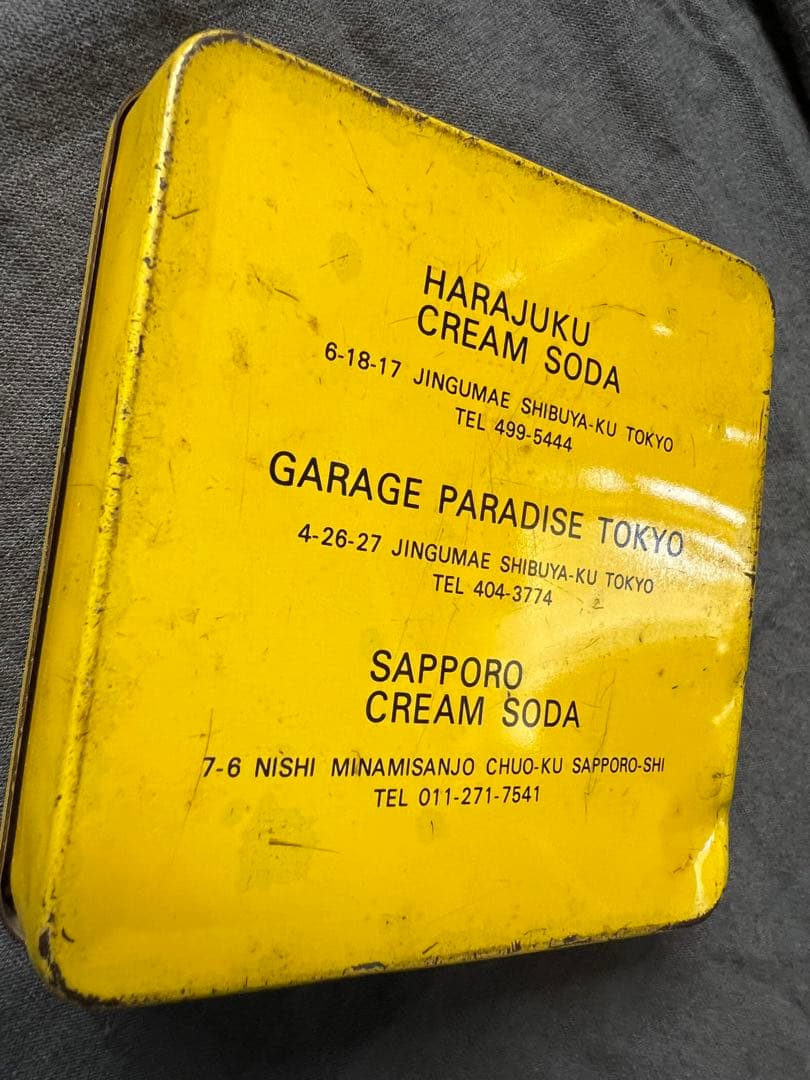 HARAJUKU
CREAM SODA
6-18-17 JINGUMAE SHIBUYA-KU TOKYO
TEL 499-5444
GARAGE PARADISE TOKYO
4-26-27 JINGUMAE SHIBUYA-KU TOKYO
TEL 404-3774
SAPPORO
CREAM SODA
7-6 NISHI MINAMISANJO CHUO-KU SAPPORO-SHI
TEL 011-271-7541